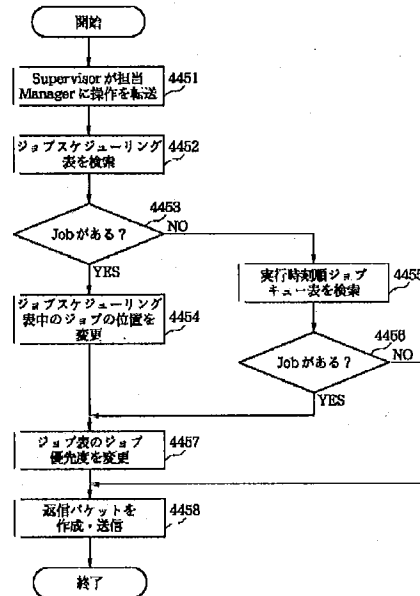 開始
Supervisorが担当
Managerに操作を転送
4451
ジョブスケジューリング
表を検索
4452
Jobがある？
4453
NO
YES
ジョブスケジューリング
表中のジョブの位置を
変更
4454
実行時刻順ジョブ
キュー表を検索
4455
Jobがある？
4456
NO
YES
ジョブ表のジョブ
優先度を変更
4457
返信パケットを
作成・送信
4458
終了